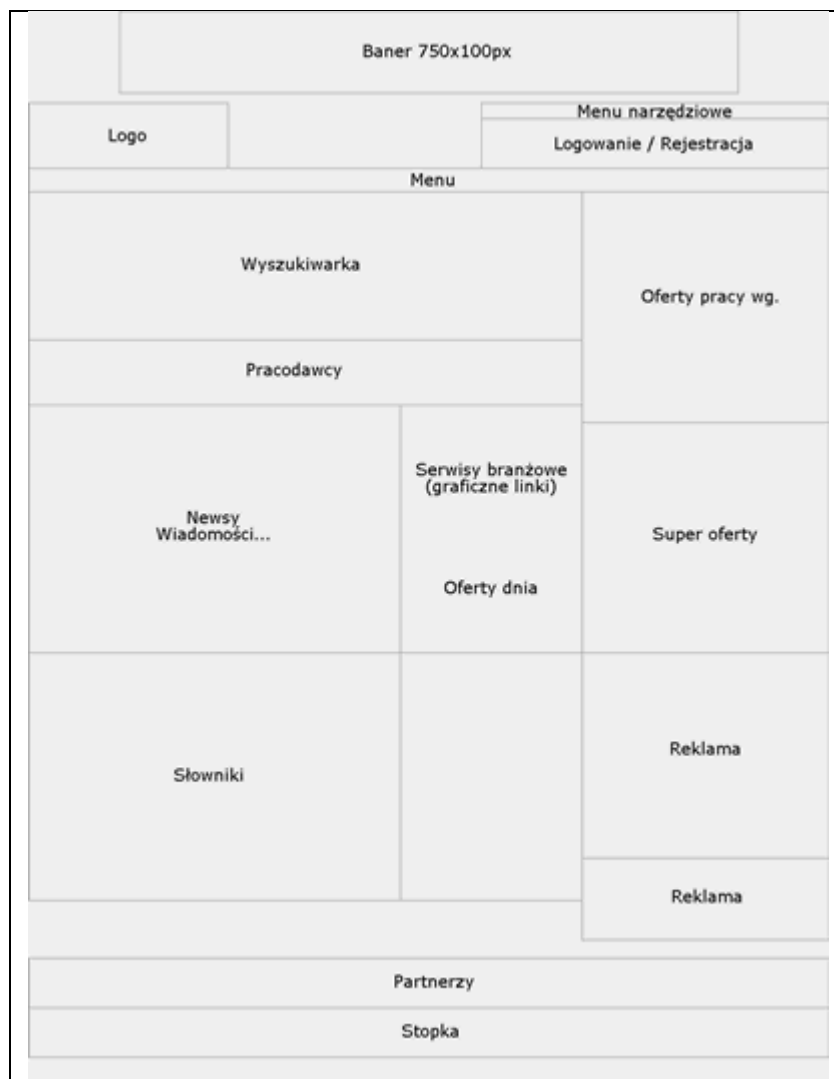 Baner 750x100px
Logo
Menu narzędziowe
Logowanie / Rejestracja
Menu
Wyszukiwarka
Oferty pracy wg.
Pracodawcy
Serwisy branżowe
(graficzne linki)
Newsy
Wiadomości...
Super oferty
Oferty dnia
Słowniki
Reklama
Reklama
Partnerzy
Stopka